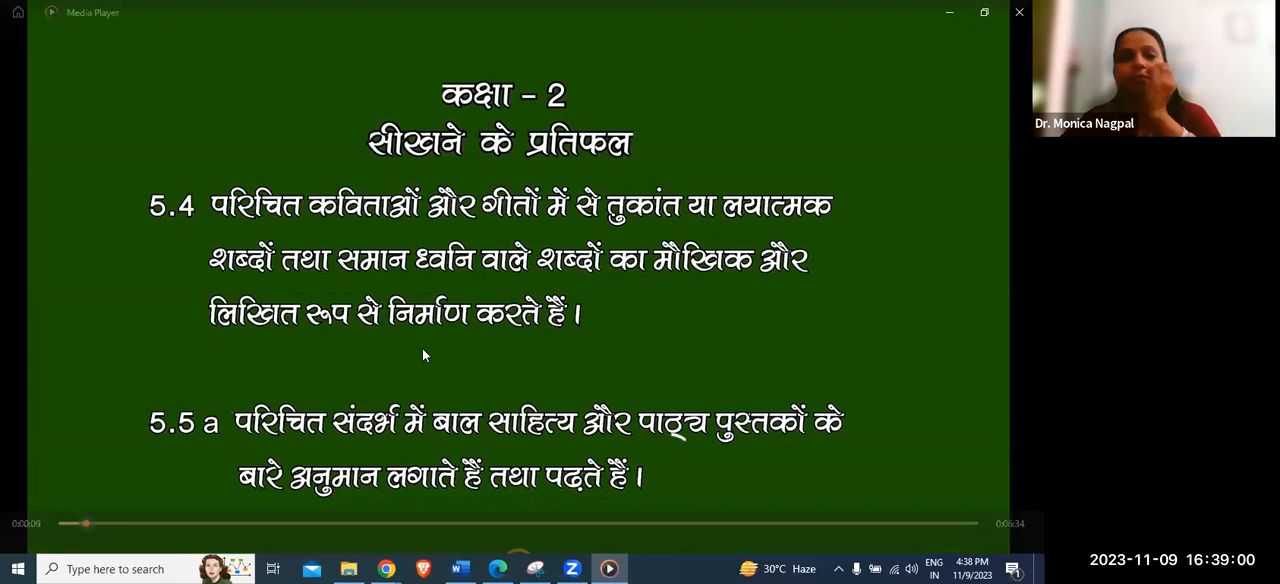 Media Player
Dr. Monica Nagpal
कक्षा - 2
सीखने के प्रतिफल
5.4 परिचित कविताओं और गीतों में से तुकांत या लयात्मक
शब्दों तथा समान ध्वनि वाले शब्दों का मौखिक और
लिखित रूप से निर्माण करते हैं।
5.5 a परिचित संदर्भ में बाल साहित्य और पाठ्य पुस्तकों के
बारे अनुमान लगाते हैं तथा पढ़ते हैं।
0:00:09
0:06:34
Type here to search
30°C Haze
ENG
IN
4:38 PM
11/9/2023
2023-11-09 16:39:00